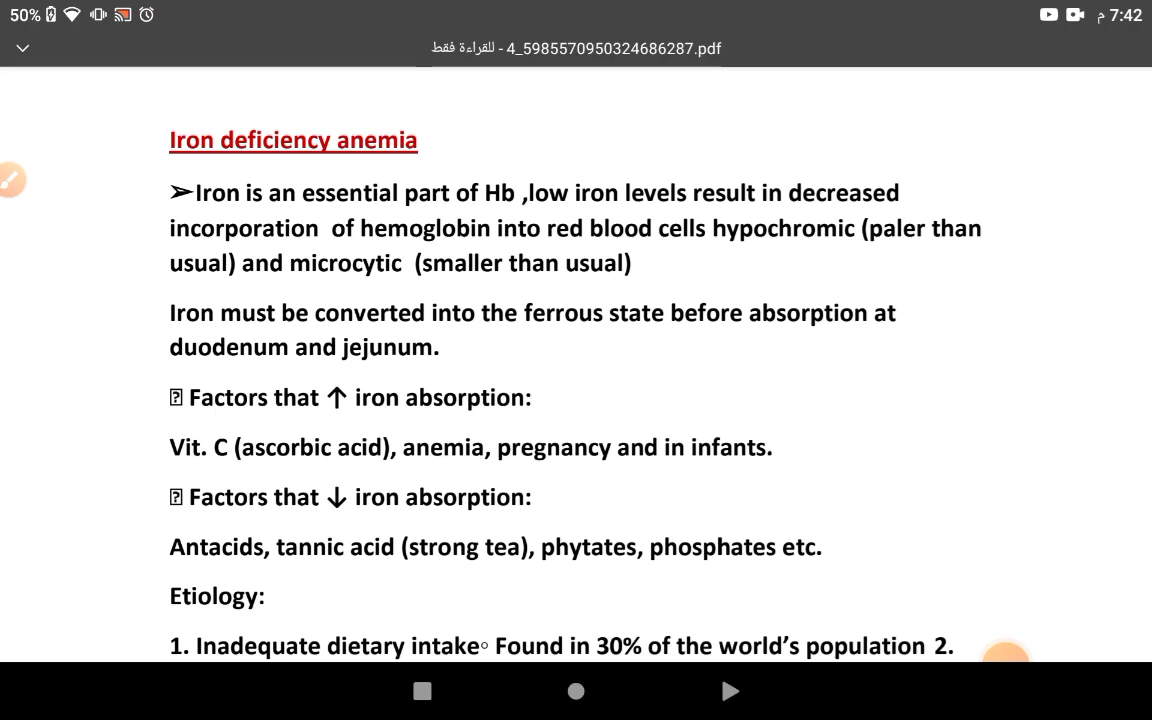 50% 7:42 م
4_5985570950324686287.pdf - للقراءة فقط
Iron deficiency anemia
➢Iron is an essential part of Hb ,low iron levels result in decreased
incorporation of hemoglobin into red blood cells hypochromic (paler than
usual) and microcytic (smaller than usual)
Iron must be converted into the ferrous state before absorption at
duodenum and jejunum.
Factors that ↑ iron absorption:
Vit. C (ascorbic acid), anemia, pregnancy and in infants.
Factors that ↓ iron absorption:
Antacids, tannic acid (strong tea), phytates, phosphates etc.
Etiology:
1. Inadequate dietary intake◦ Found in 30% of the world’s population 2.